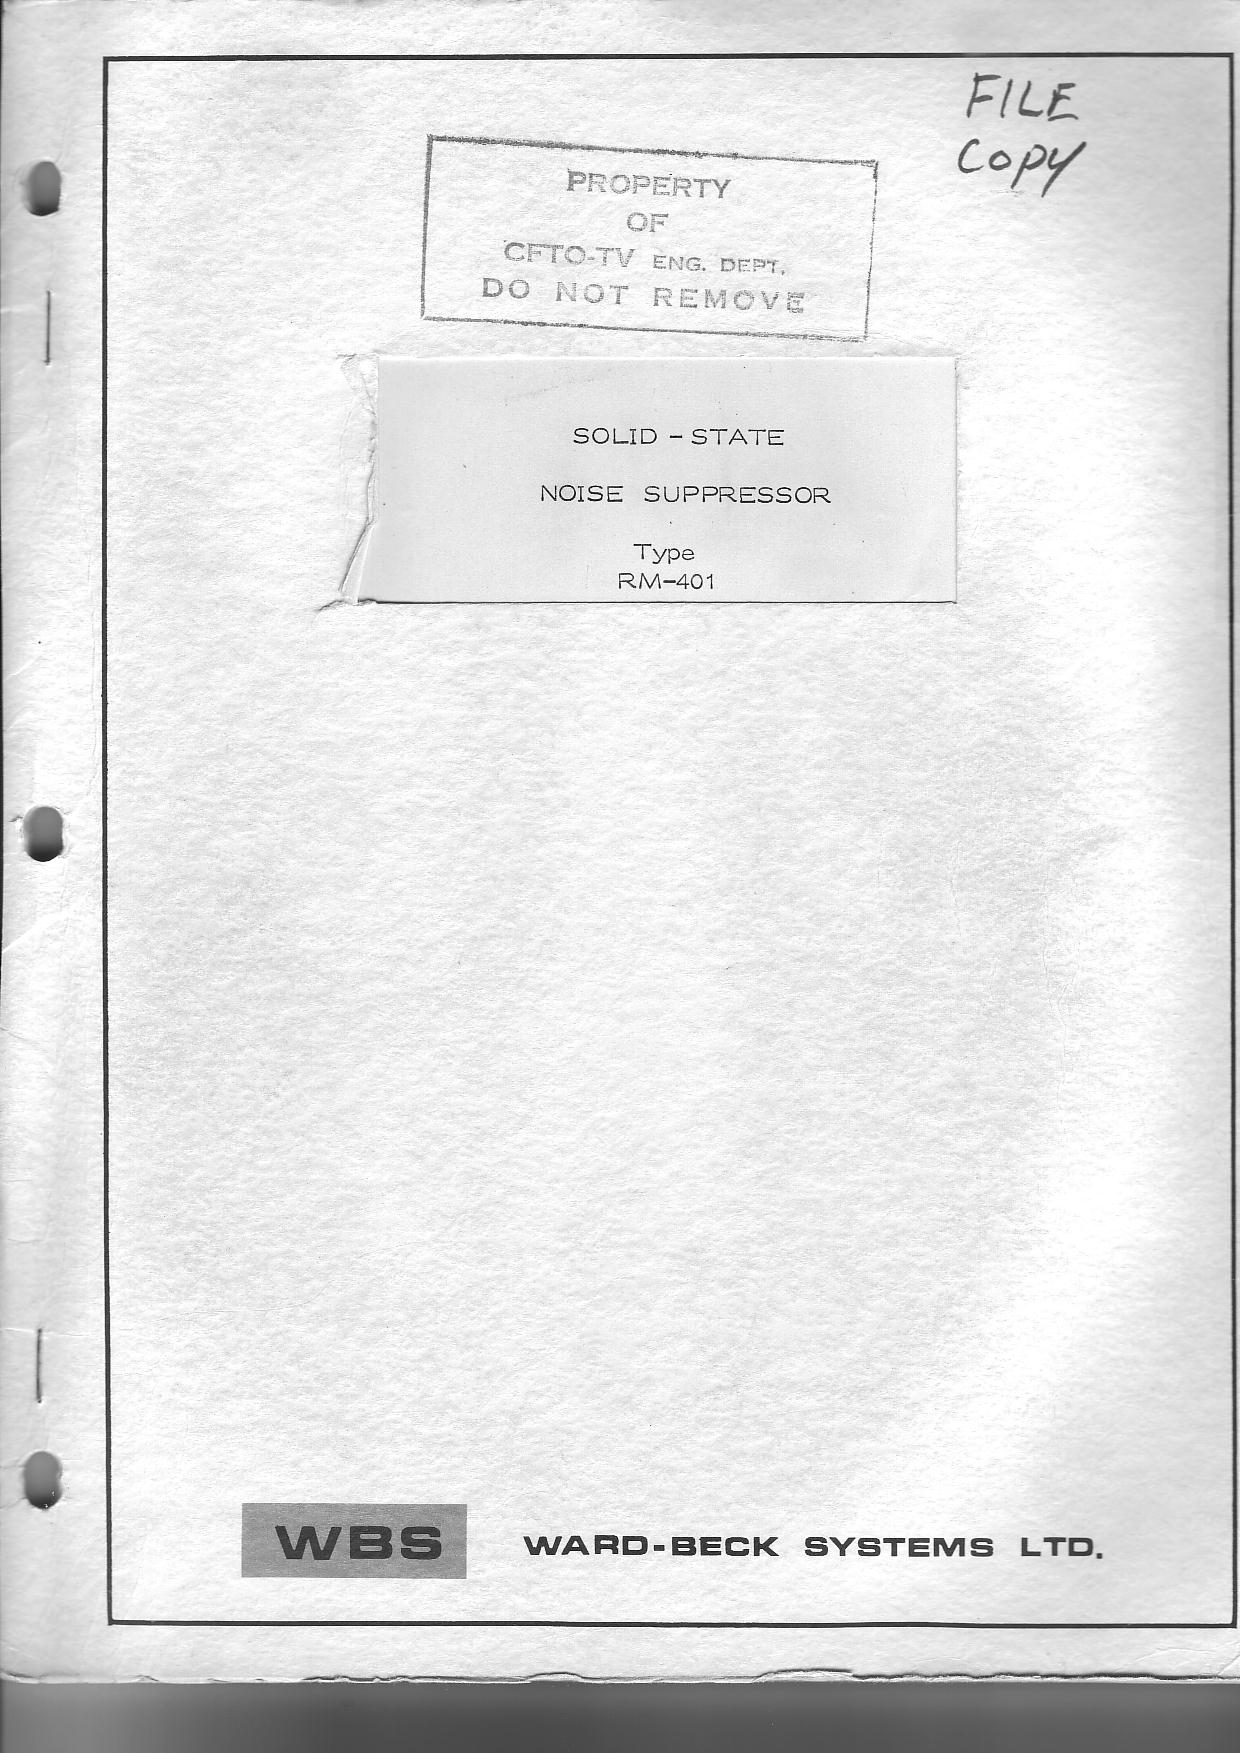 FILE
Copy
PROPERTY
OF
CFTO-TV ENG. DEPT.
DO NOT REMOVE
SOLID - STATE
NOISE SUPPRESSOR
Type
RM-401
WBS WARD-BECK SYSTEMS LTD.